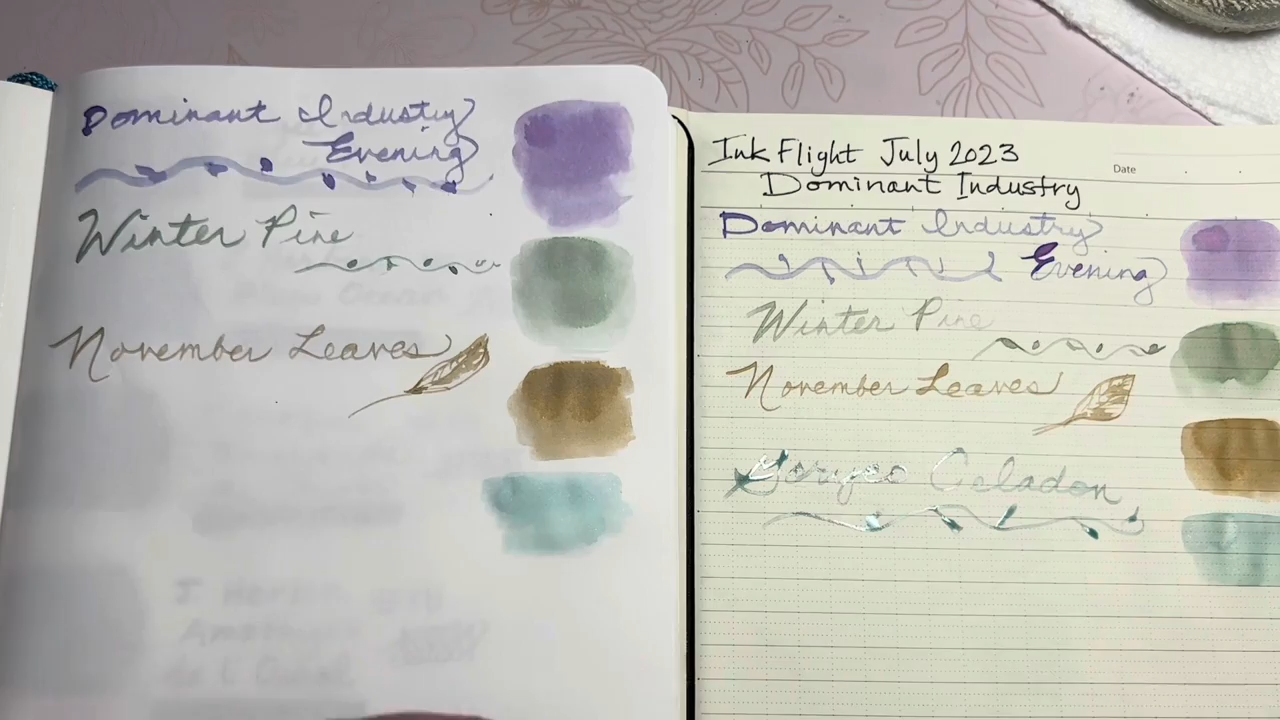 Dominant Industry
Evening
Winter Pine
November Leaves
Ink Flight July 2023
Date
Dominant Industry
Dominant Industry
Evening
Winter Pine
November Leaves
Goryeo Celadon